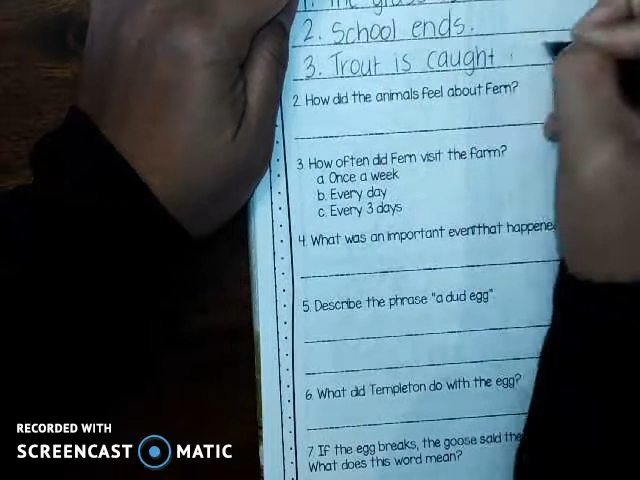 1. The grass
2. School ends.
3. Trout is caught
2. How did the animals feel about Fern?
3. How often did Fern visit the farm?
a. Once a week
b. Every day
c. Every 3 days
4. What was an important event that happene
5. Describe the phrase "a dud egg".
6. What did Templeton do with the egg?
7. If the egg breaks, the goose said the
What does this word mean?
RECORDED WITH
SCREENCAST MATIC